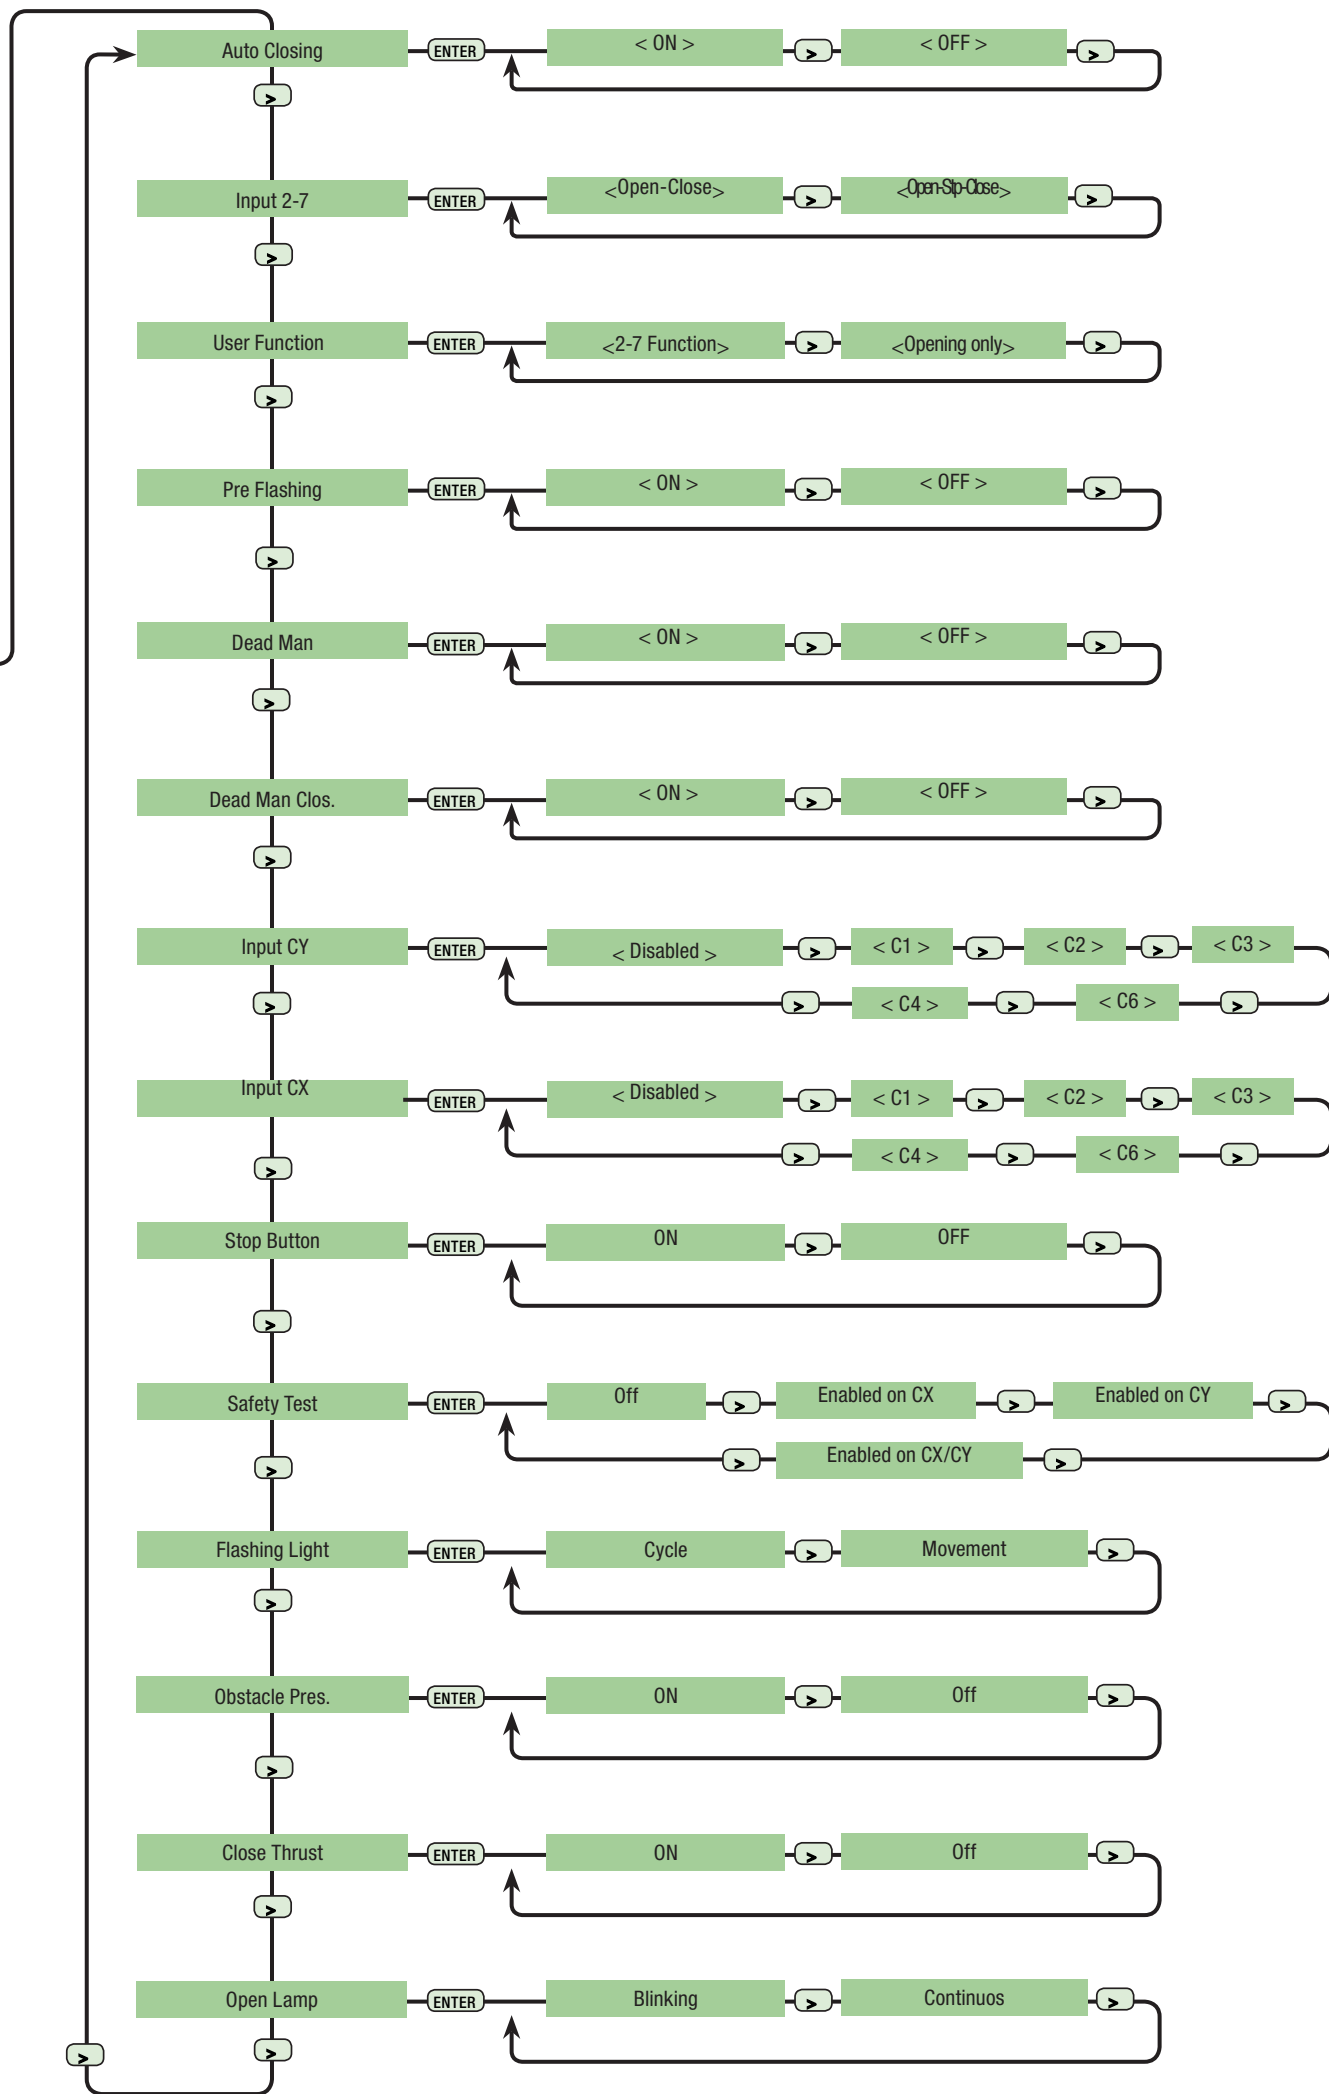 Auto Closing ENTER < ON > > < OFF > >
>
Input 2-7 ENTER <Open-Close> > <Open-Stp-Close> >
>
User Function ENTER <2-7 Function> > <Opening only> >
>
Pre Flashing ENTER < ON > > < OFF > >
>
Dead Man ENTER < ON > > < OFF > >
>
Dead Man Clos. ENTER < ON > > < OFF > >
>
Input CY ENTER < Disabled > > < C1 > > < C2 > > < C3 >
> > < C4 > > < C6 > >
Input CX ENTER < Disabled > > < C1 > > < C2 > > < C3 >
> < C4 > > < C6 > >
>
Stop Button ENTER ON > OFF >
>
Safety Test ENTER Off > Enabled on CX > Enabled on CY >
> Enabled on CX/CY >
>
Flashing Light ENTER Cycle > Movement >
>
Obstacle Pres. ENTER ON > Off >
>
Close Thrust ENTER ON > Off >
>
Open Lamp ENTER Blinking > Continuos >
> >